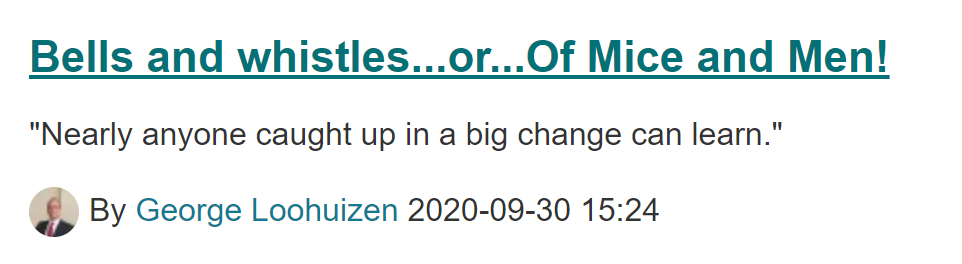 Bells and whistles...or...Of Mice and Men!
"Nearly anyone caught up in a big change can learn."
By George Loohuizen 2020-09-30 15:24